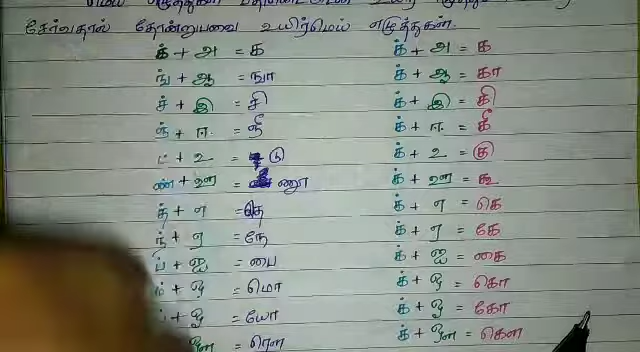 சேர்வதால் தோன்றுபவை உயிர்மெய் எழுத்துகள்.
க் + அ = க க் + அ = க
ங் + ஆ = ஙா க் + ஆ = கா
ச் + இ = சி க் + இ = கி
ஞ் + ஈ = ஞீ க் + ஈ = கீ
ட் + உ = டு க் + உ = கு
ண் + ஊ = ணூ க் + ஊ = கூ
த் + எ = தெ க் + எ = கெ
ந் + ஏ = நே க் + ஏ = கே
ப் + ஐ = பை க் + ஐ = கை
ம் + ஒ = மொ க் + ஒ = கொ
+ ஓ = யோ க் + ஓ = கோ
ஔ = ரௌ க் + ஔ = கௌ